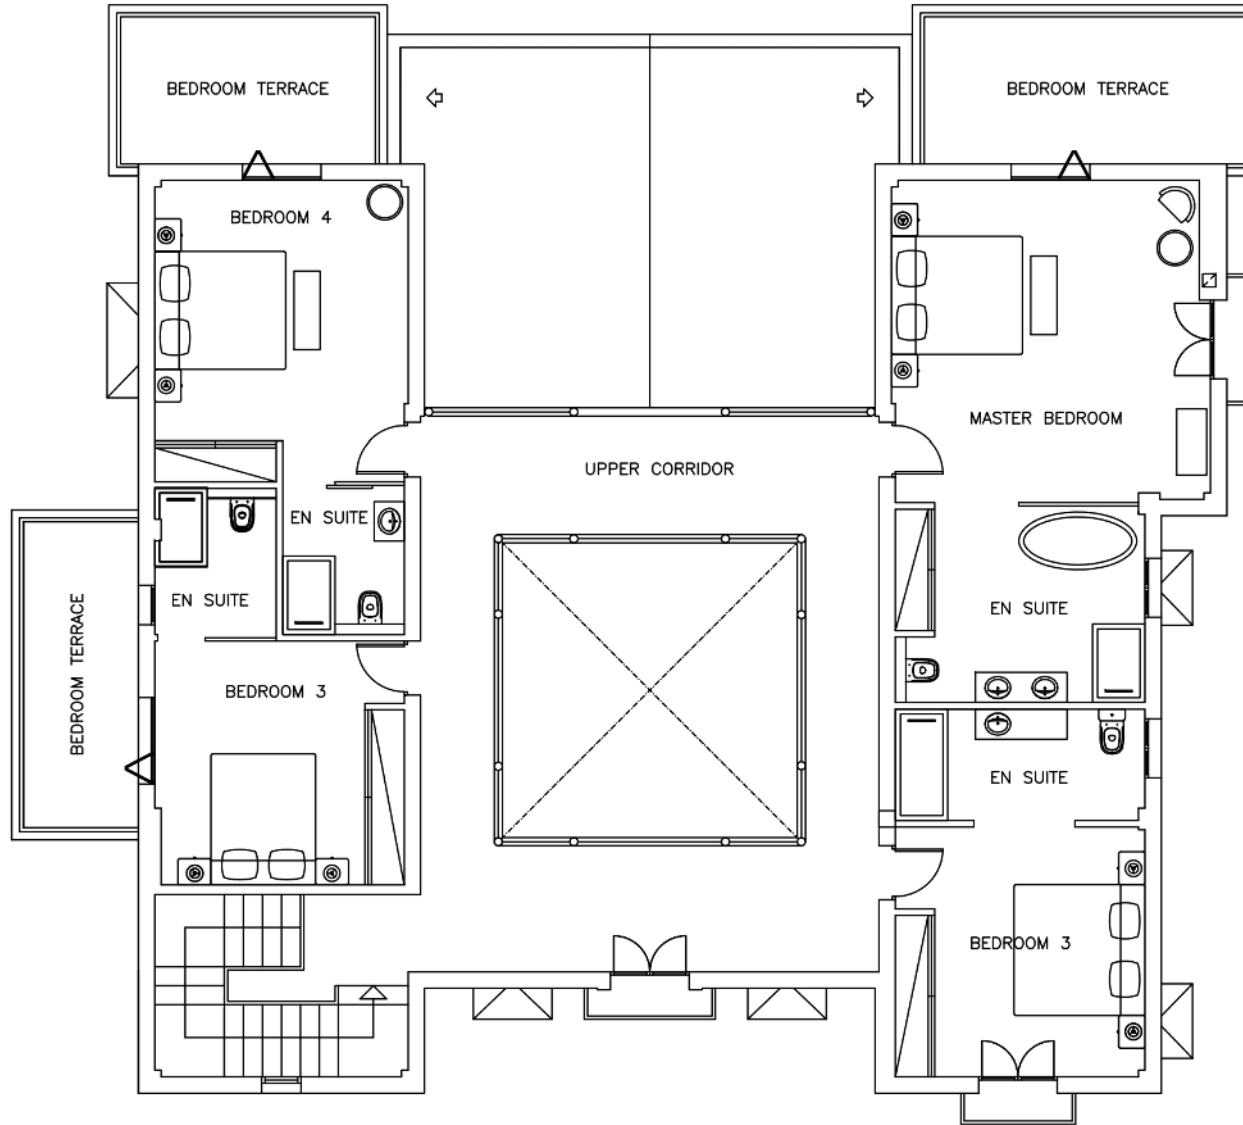 BEDROOM TERRACE
BEDROOM TERRACE
BEDROOM 4
MASTER BEDROOM
UPPER CORRIDOR
EN SUITE
EN SUITE
EN SUITE
BEDROOM TERRACE
BEDROOM 3
EN SUITE
BEDROOM 3